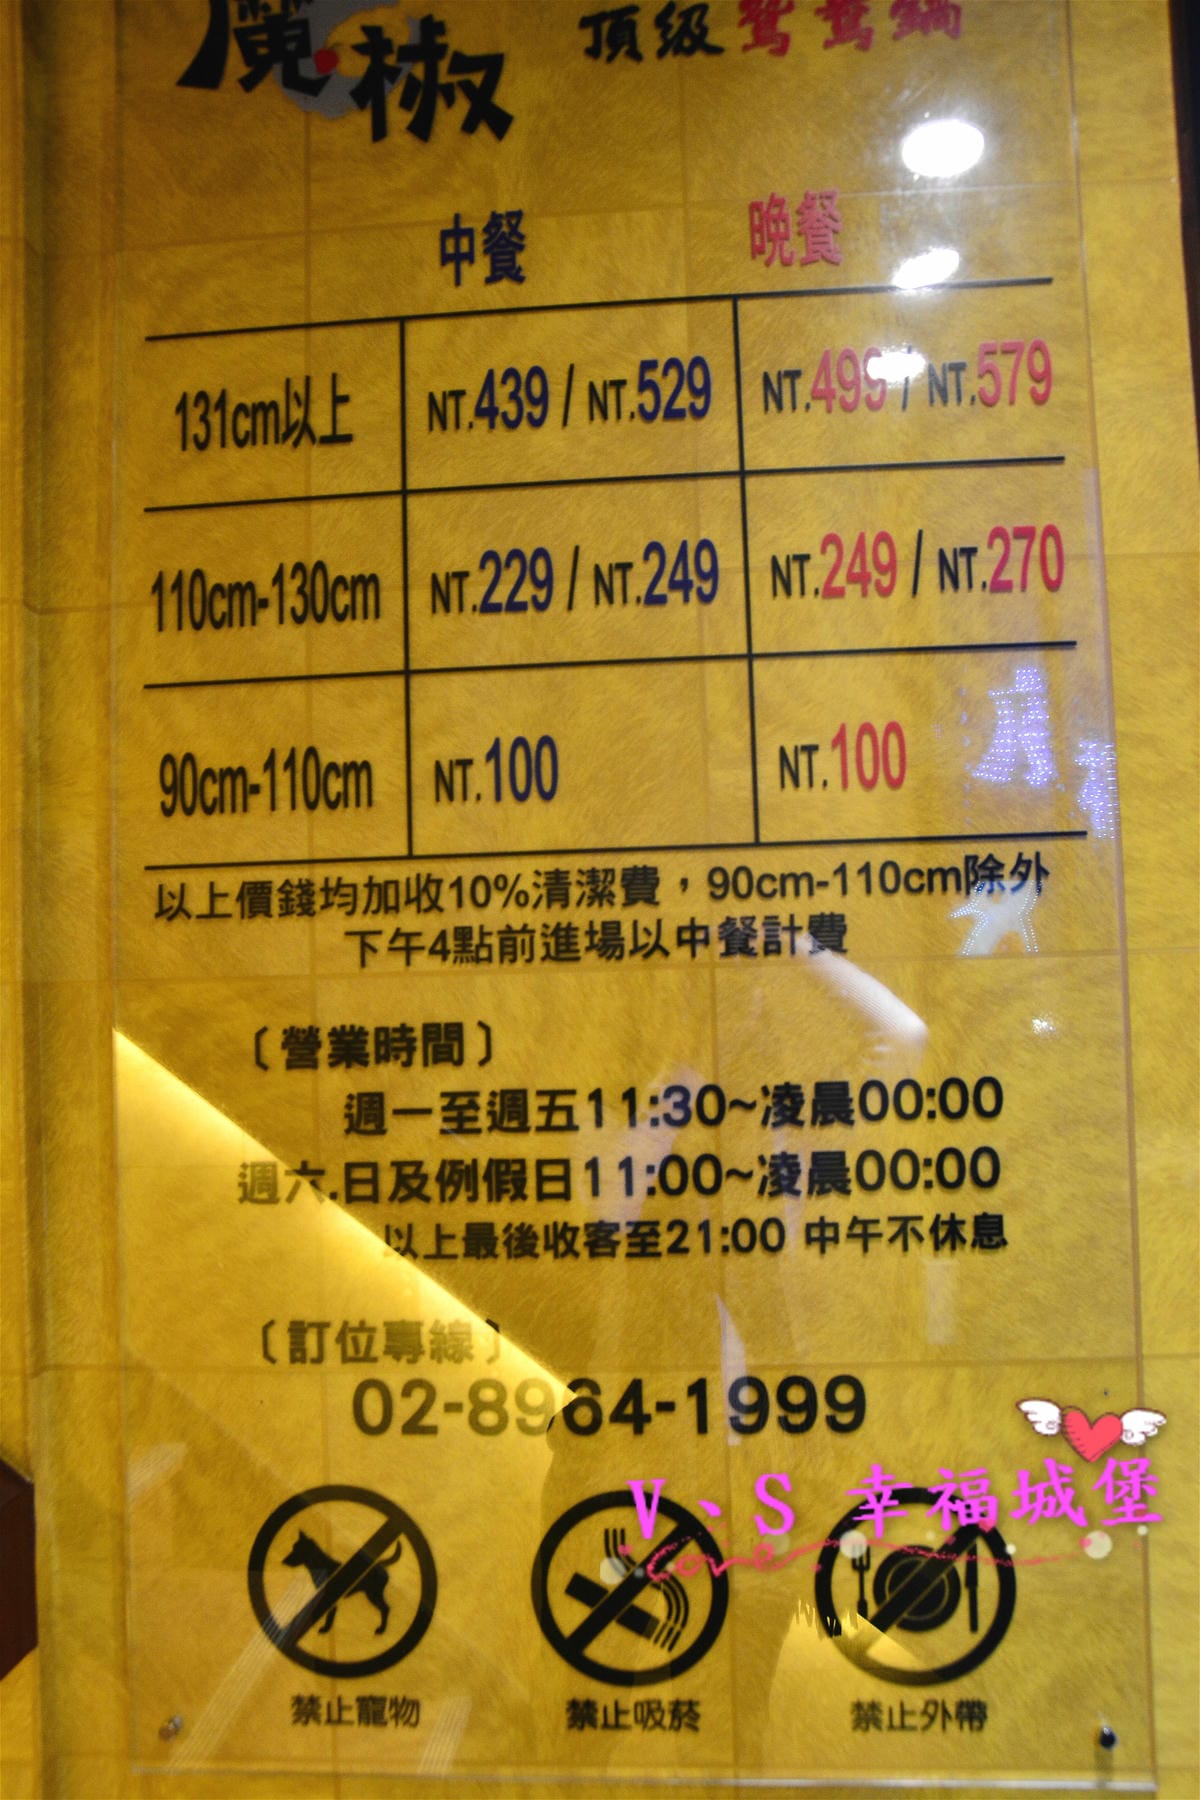 魔椒 頂級鴛鴦鍋
中餐 晚餐
131cm以上 NT.439 / NT.529 NT.499 / NT.579
110cm-130cm NT.229 / NT.249 NT.249 / NT.270
90cm-110cm NT.100 NT.100
以上價錢均加收10%清潔費，90cm-110cm除外
下午4點前進場以中餐計費
〔營業時間〕
週一至週五11:30~凌晨00:00
週六.日及例假日11:00~凌晨00:00
以上最後收客至21:00 中午不休息
〔訂位專線〕
02-8964-1999
V、S 幸福城堡
Love
禁止寵物 禁止吸菸 禁止外帶